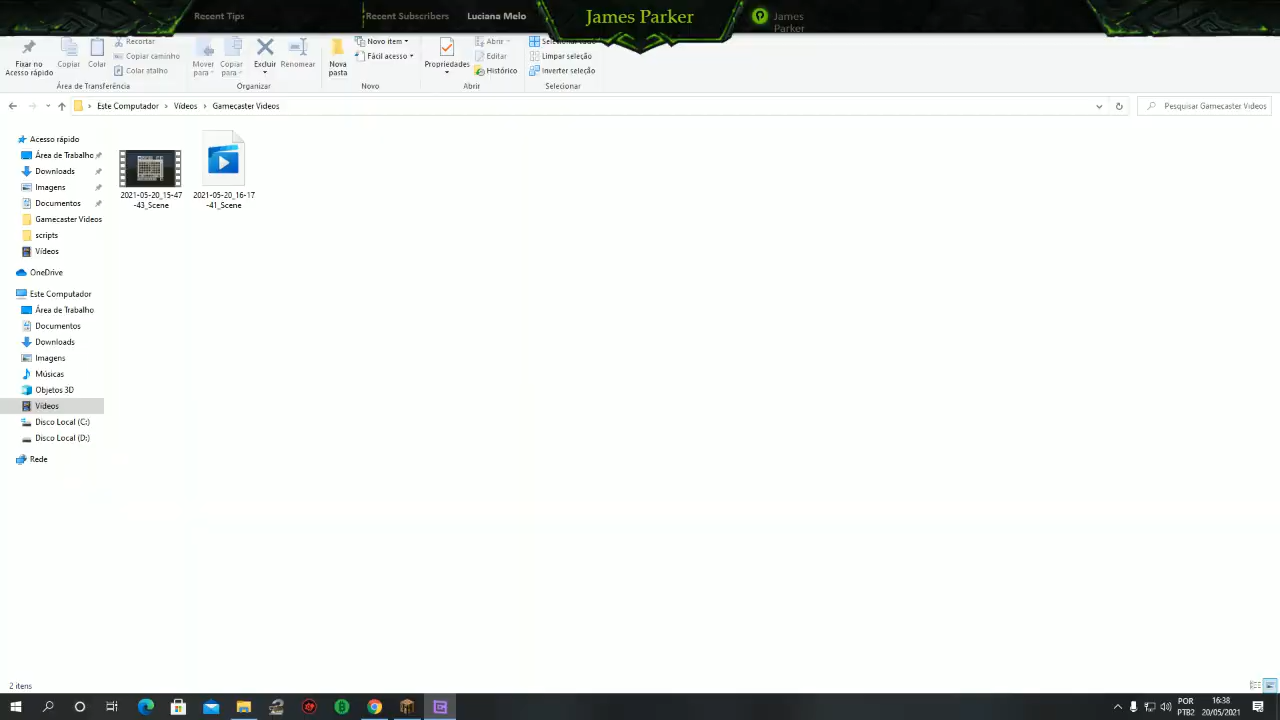 Recent Tips
Recent Subscribers
Luciana Melo
James Parker
James
Parker
Fixar no
Acesso rápido
Copiar
Colar
Recortar
Copiar caminho
Colar atalho
Área de Transferência
Mover
para
Copiar
para
Excluir
Renomear
Organizar
Nova
pasta
Novo item
Fácil acesso
Novo
Propriedades
Abrir
Editar
Histórico
Abrir
Selecionar tudo
Limpar seleção
Inverter seleção
Selecionar
Este Computador
Vídeos
Gamecaster Videos
Pesquisar Gamecaster Videos
Acesso rápido
Área de Trabalho
Downloads
Imagens
Documentos
Gamecaster Videos
scripts
Vídeos
OneDrive
Este Computador
Área de Trabalho
Documentos
Downloads
Imagens
Músicas
Objetos 3D
Vídeos
Disco Local (C:)
Disco Local (D:)
Rede
2021-05-20_15-47
-43_Scene
2021-05-20_16-17
-41_Scene
2 itens
POR
PTB2
16:38
20/05/2021